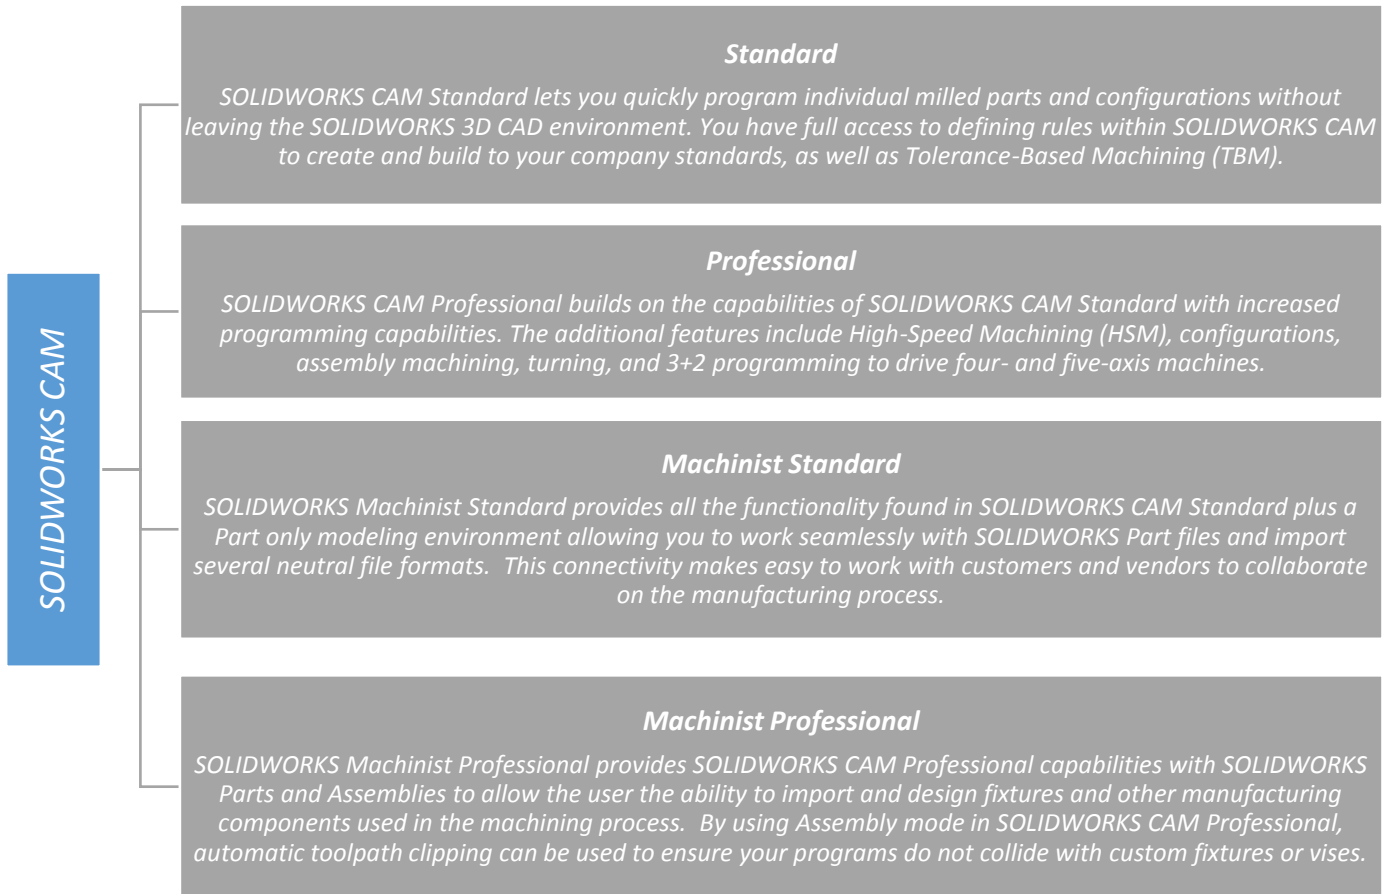 SOLIDWORKS CAM
Standard
SOLIDWORKS CAM Standard lets you quickly program individual milled parts and configurations without
leaving the SOLIDWORKS 3D CAD environment. You have full access to defining rules within SOLIDWORKS CAM
to create and build to your company standards, as well as Tolerance-Based Machining (TBM).
Professional
SOLIDWORKS CAM Professional builds on the capabilities of SOLIDWORKS CAM Standard with increased
programming capabilities. The additional features include High-Speed Machining (HSM), configurations,
assembly machining, turning, and 3+2 programming to drive four- and five-axis machines.
Machinist Standard
SOLIDWORKS Machinist Standard provides all the functionality found in SOLIDWORKS CAM Standard plus a
Part only modeling environment allowing you to work seamlessly with SOLIDWORKS Part files and import
several neutral file formats.  This connectivity makes easy to work with customers and vendors to collaborate
on the manufacturing process.
Machinist Professional
SOLIDWORKS Machinist Professional provides SOLIDWORKS CAM Professional capabilities with SOLIDWORKS
Parts and Assemblies to allow the user the ability to import and design fixtures and other manufacturing
components used in the machining process.  By using Assembly mode in SOLIDWORKS CAM Professional,
automatic toolpath clipping can be used to ensure your programs do not collide with custom fixtures or vises.